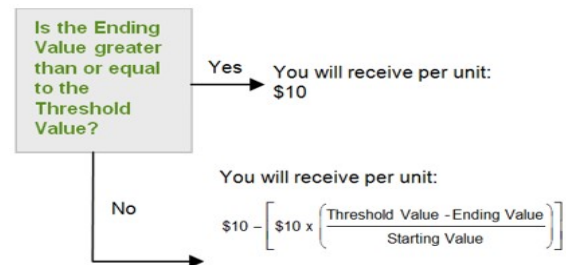 Is the Ending
Value greater
than or equal
to the
Threshold
Value?
Yes
You will receive per unit:
$10
No
You will receive per unit:
$10 – [ $10 x ( Threshold Value - Ending Value / Starting Value ) ]